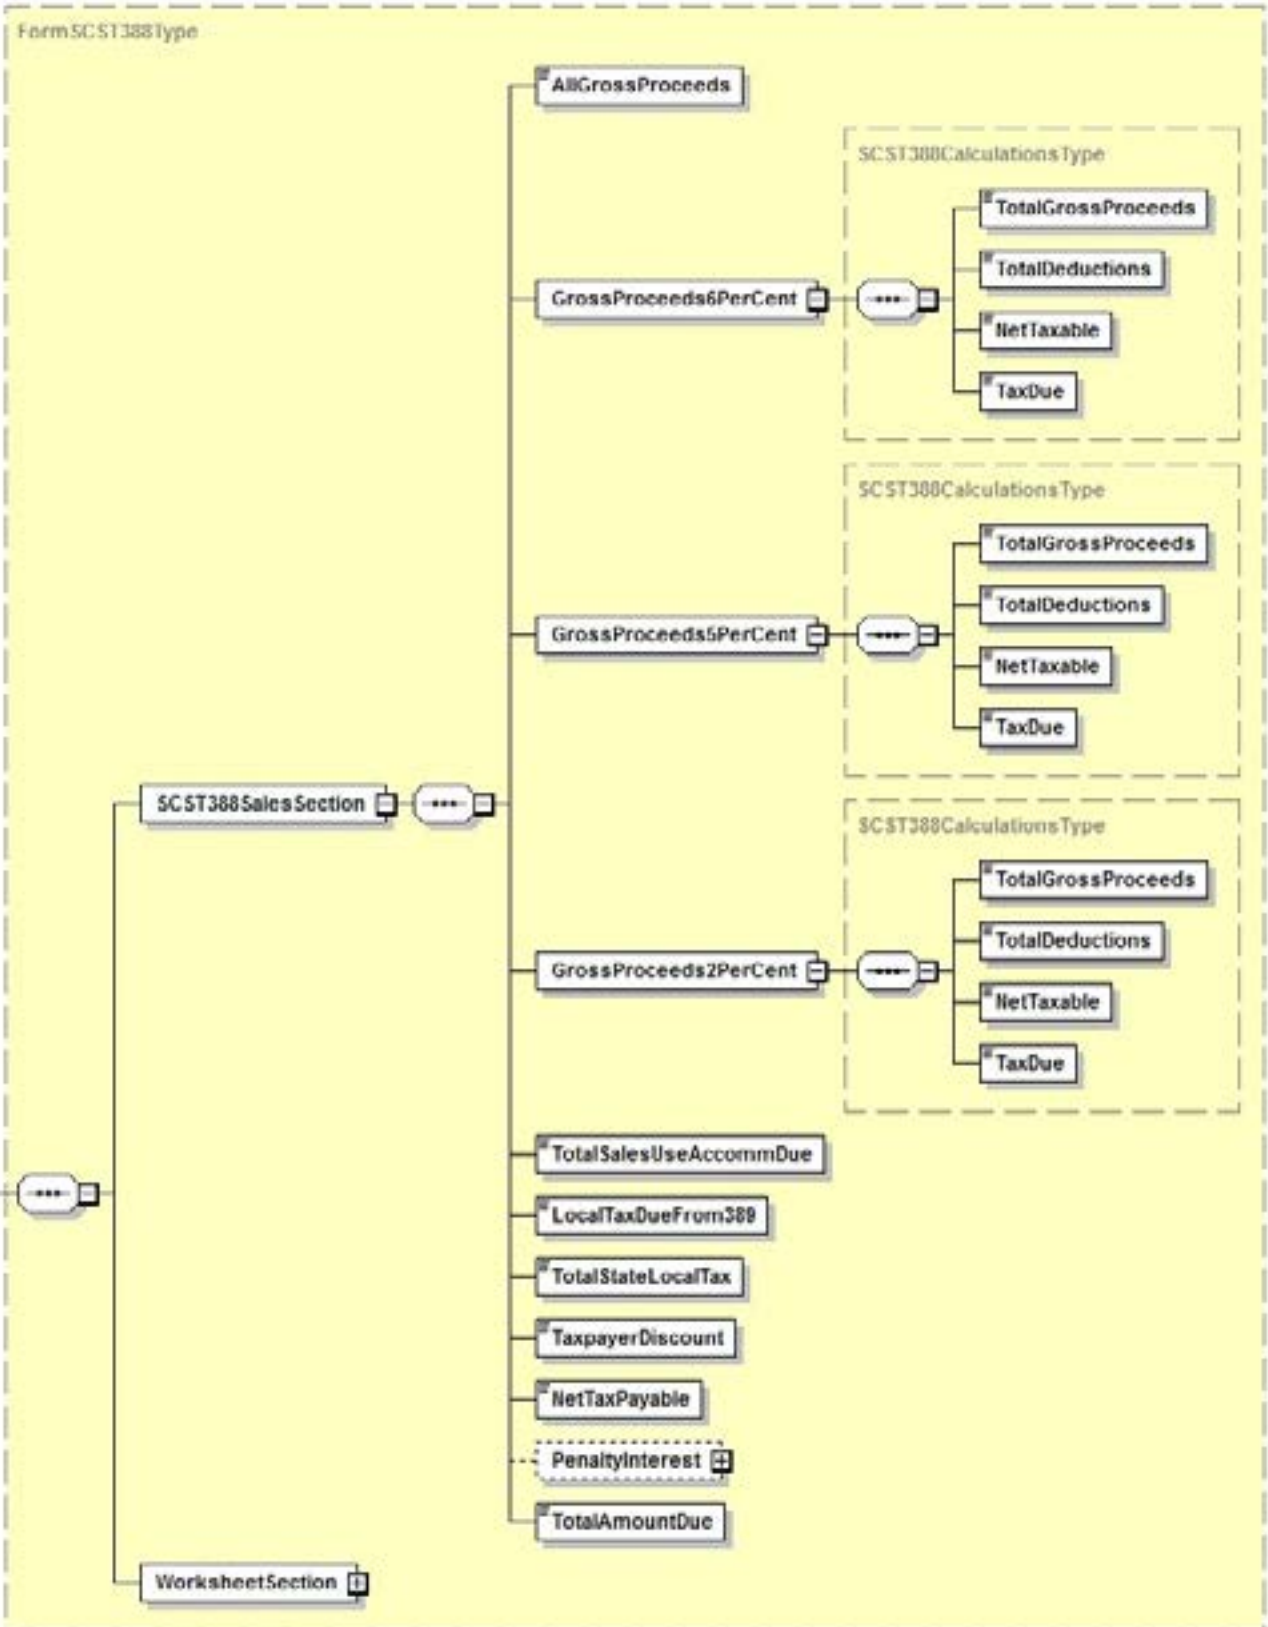 FormSCST388Type
AllGrossProceeds
SCST388CalculationsType
TotalGrossProceeds
TotalDeductions
GrossProceeds6PerCent
NetTaxable
TaxDue
SCST388CalculationsType
TotalGrossProceeds
TotalDeductions
GrossProceeds5PerCent
NetTaxable
TaxDue
SCST388SalesSection
SCST388CalculationsType
TotalGrossProceeds
TotalDeductions
GrossProceeds2PerCent
NetTaxable
TaxDue
TotalSalesUseAccommDue
LocalTaxDueFrom389
TotalStateLocalTax
TaxpayerDiscount
NetTaxPayable
PenaltyInterest
TotalAmountDue
WorksheetSection